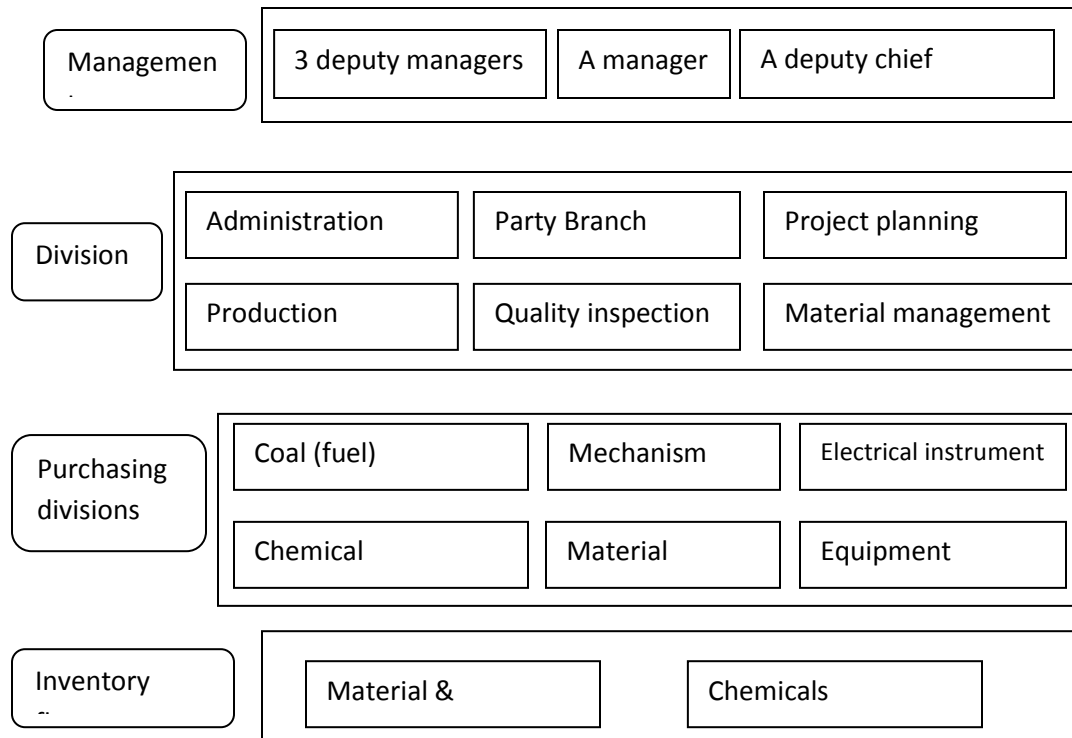 Managemen
3 deputy managers
A manager
A deputy chief
Division
Administration
Party Branch
Project planning
Production
Quality inspection
Material management
Purchasing
divisions
Coal (fuel)
Mechanism
Electrical instrument
Chemical
Material
Equipment
Inventory
Material &
Chemicals